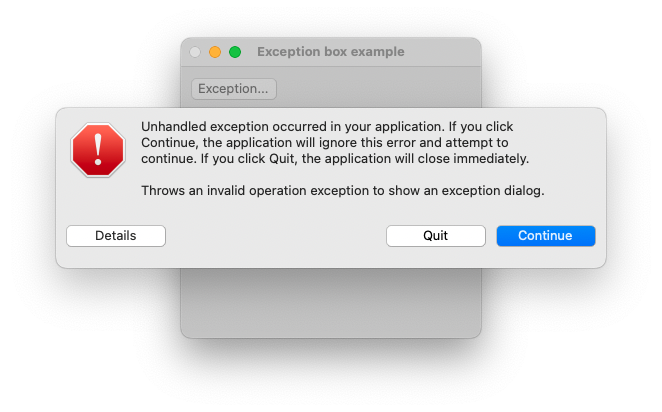 Exception box example
Exception...
Unhandled exception occurred in your application. If you click
Continue, the application will ignore this error and attempt to
continue. If you click Quit, the application will close immediately.
Throws an invalid operation exception to show an exception dialog.
Details
Quit
Continue